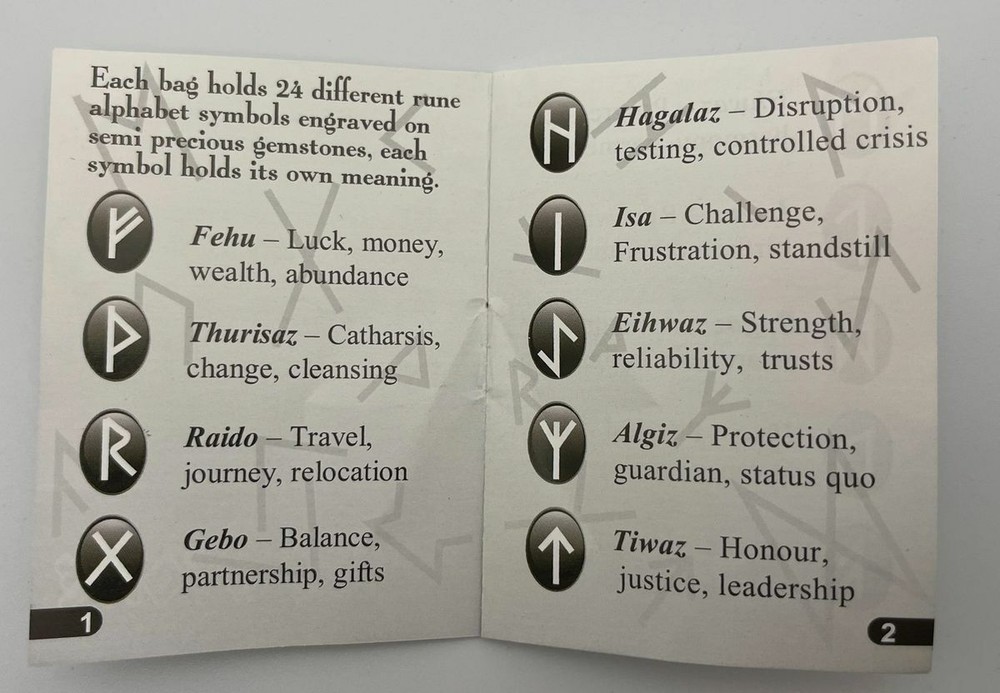 Each bag holds 24 different rune
alphabet symbols engraved on
semi precious gemstones, each
symbol holds its own meaning.
Fehu – Luck, money,
wealth, abundance
Thurisaz – Catharsis,
change, cleansing
Raido – Travel,
journey, relocation
Gebo – Balance,
partnership, gifts
1
Hagalaz – Disruption,
testing, controlled crisis
Isa – Challenge,
Frustration, standstill
Eihwaz – Strength,
reliability, trusts
Algiz – Protection,
guardian, status quo
Tiwaz – Honour,
justice, leadership
2